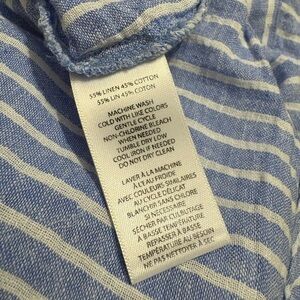 55% LINEN 45% COTTON
55% LIN 45% COTON
MACHINE WASH
COLD WITH LIKE COLORS
GENTLE CYCLE
NON-CHLORINE BLEACH
WHEN NEEDED
TUMBLE DRY LOW
COOL IRON IF NEEDED
DO NOT DRY CLEAN
LAVER À LA MACHINE
À L'EAU FROIDE
AVEC COULEURS SIMILAIRES
AU CYCLE DÉLICAT
BLANCHIR SANS CHLORE
SI NECESSAIRE
SÉCHER PAR CULBUTAGE
A BASSE TEMPÉRATURE
REPASSER À BASSE
TEMPÉRATURE AU BESOIN
NE PAS NETTOYER À SEC